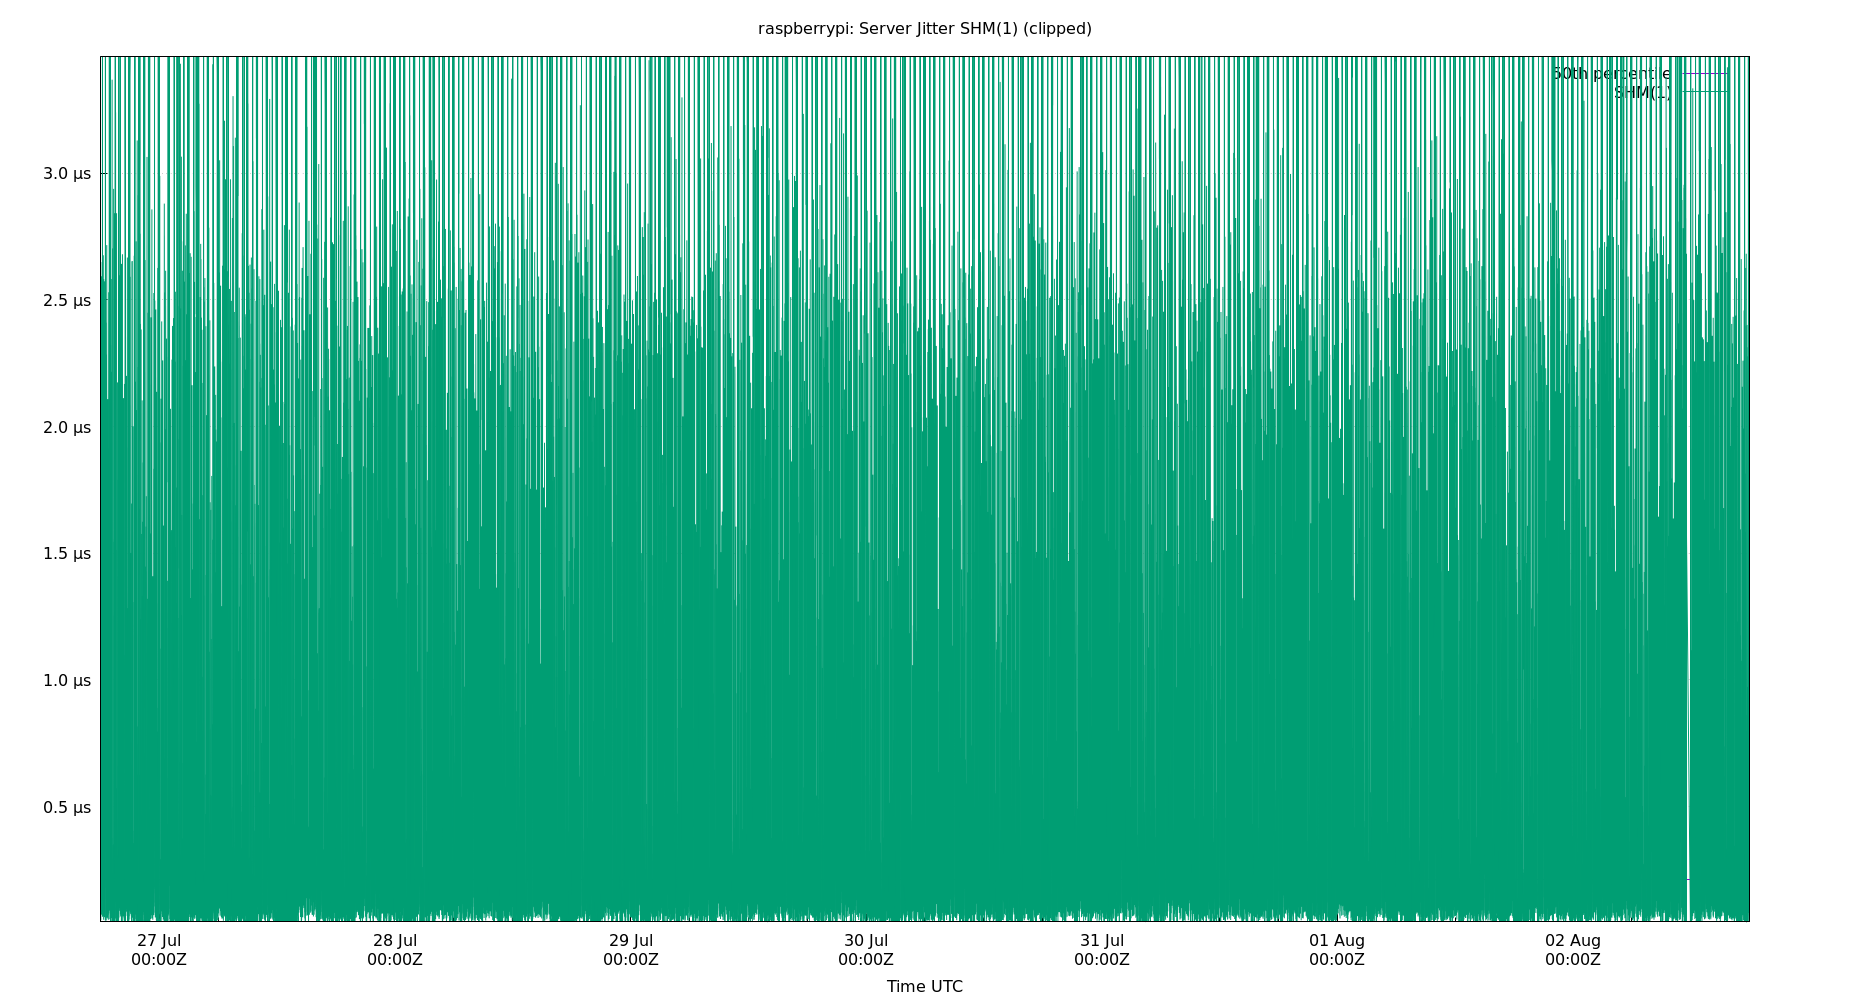 raspberrypi: Server Jitter SHM(1) (clipped)
50th percentile
SHM(1)
3.0 µs
2.5 µs
2.0 µs
1.5 µs
1.0 µs
0.5 µs
27 Jul 28 Jul 29 Jul 30 Jul 31 Jul 01 Aug 02 Aug
00:00Z 00:00Z 00:00Z 00:00Z 00:00Z 00:00Z 00:00Z
Time UTC